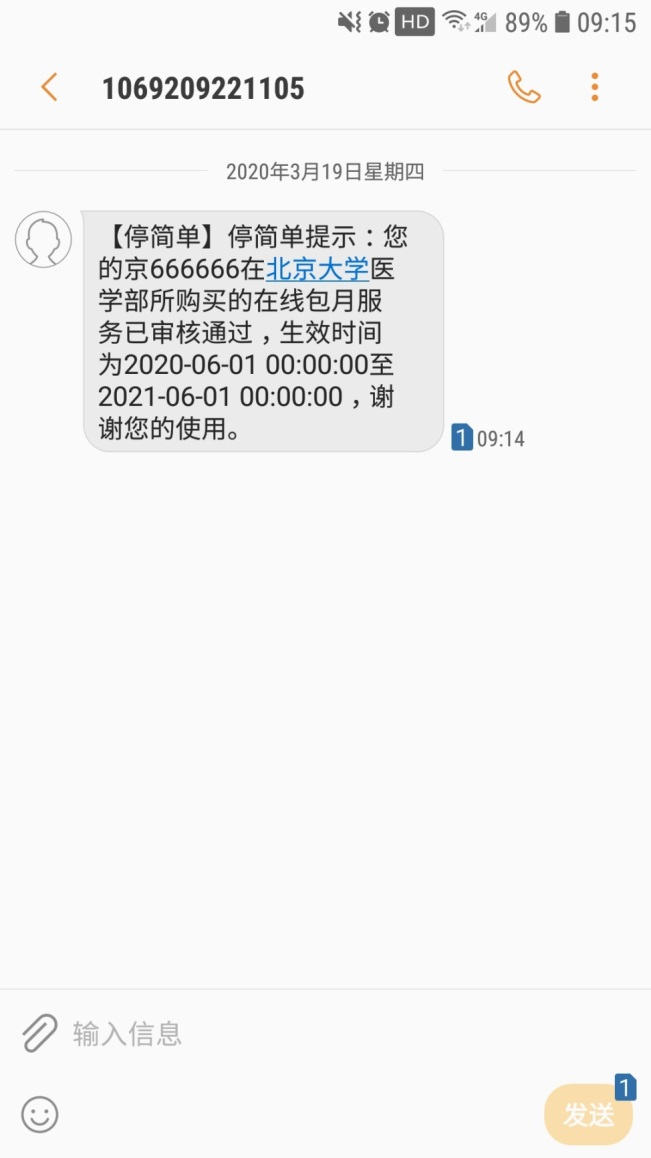 HD 4G 89% 09:15
1069209221105
2020年3月19日星期四
【停简单】停简单提示：您
的京666666在北京大学医
学部所购买的在线包月服
务已审核通过，生效时间
为2020-06-01 00:00:00至
2021-06-01 00:00:00，谢
谢您的使用。
1 09:14
输入信息
1
发送